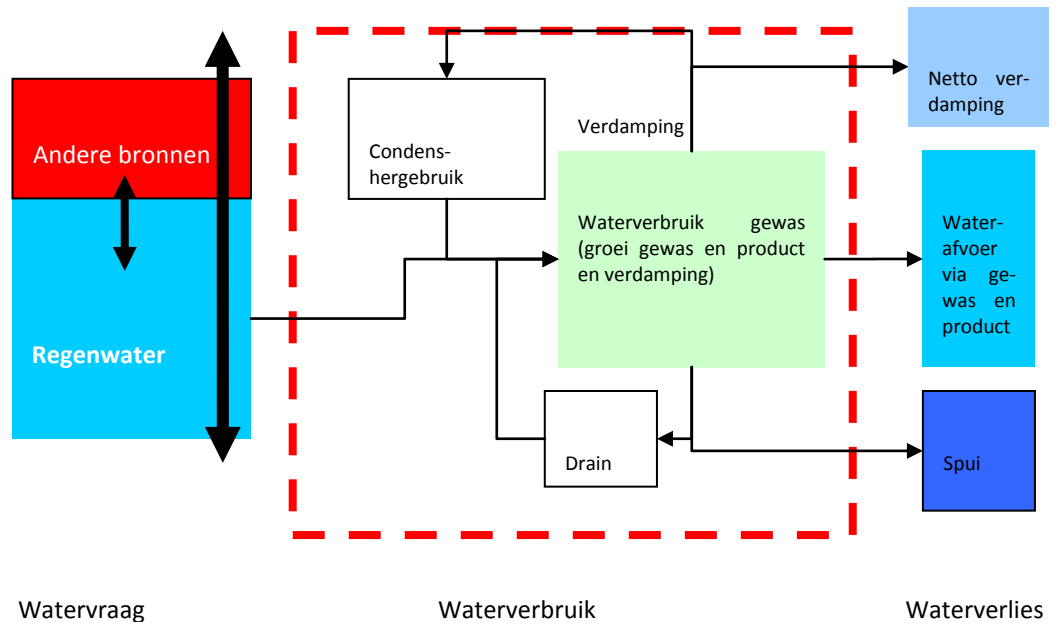 Andere bronnen
Regenwater
Condens-
hergebruik
Verdamping
Waterverbruik gewas
(groei gewas en product
en verdamping)
Drain
Netto ver-
damping
Water-
afvoer
via ge-
was en
product
Spui
Watervraag
Waterverbruik
Waterverlies